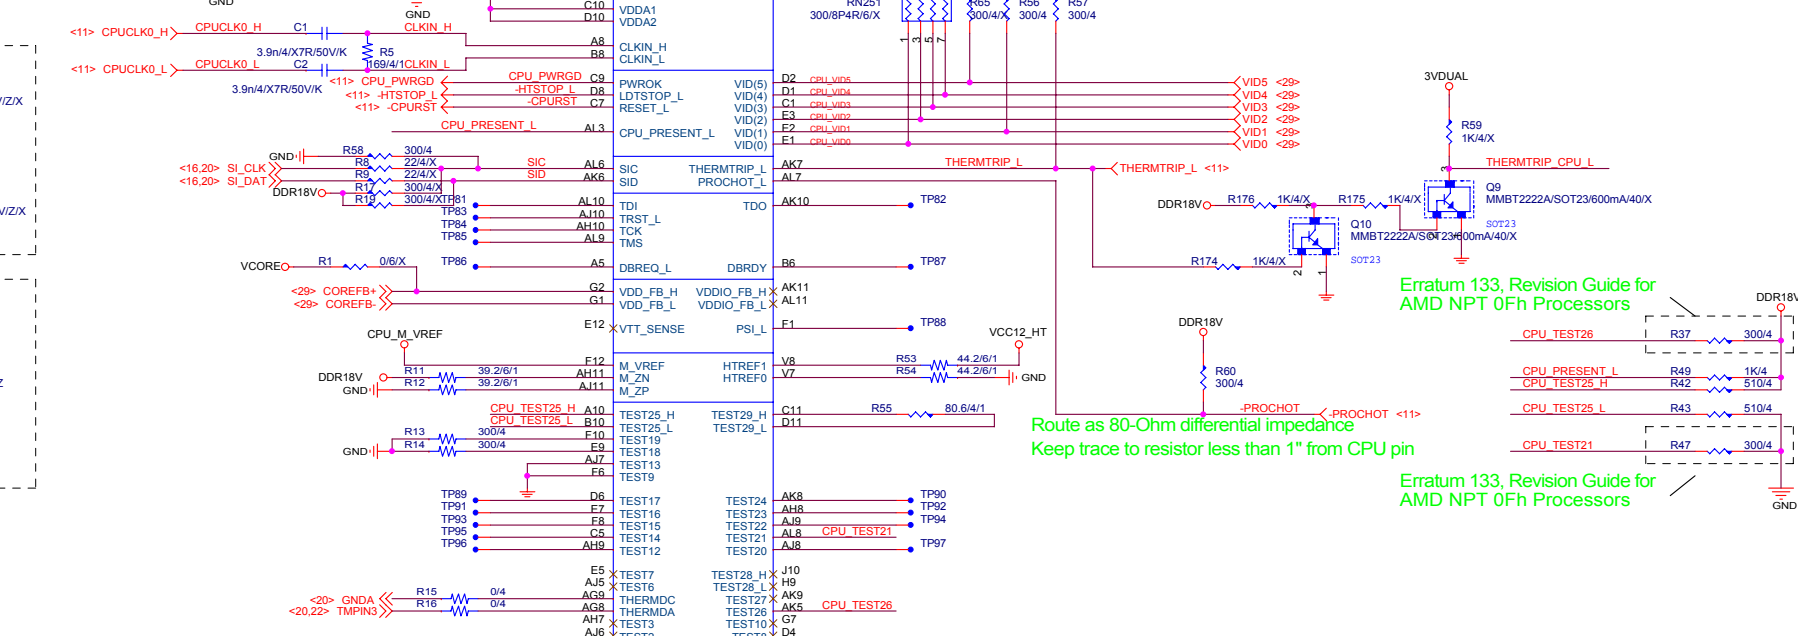 GND
GND
C10
D10
VDDA1
VDDA2
RN251
300/8P4R/6/X
R65
300/4/X
R56
300/4
R57
300/4
1
3
5
7
<11> CPUCLK0_H
CPUCLK0_H
C1
CLKIN_H
3.9n/4/X7R/50V/K
R5
169/4/1
<11> CPUCLK0_L
CPUCLK0_L
C2
CLKIN_L
3.9n/4/X7R/50V/K
A8
B8
CLKIN_H
CLKIN_L
<11> CPU_PWRGD
CPU_PWRGD
C9
PWROK
<11> -HTSTOP_L
-HTSTOP_L
D8
LDTSTOP_L
<11> -CPURST
-CPURST
C7
RESET_L
CPU_PRESENT_L
AL3
CPU_PRESENT_L
VID(5)
D2
CPU_VID5
VID5 <29>
VID(4)
D1
CPU_VID4
VID4 <29>
VID(3)
C1
CPU_VID3
VID3 <29>
VID(2)
E3
CPU_VID2
VID2 <29>
VID(1)
E2
CPU_VID1
VID1 <29>
VID(0)
E1
CPU_VID0
VID0 <29>
GND
R58
300/4
<16,20> SI_CLK
R8
22/4/X
SIC
AL6
SIC
<16,20> SI_DAT
R9
22/4/X
SID
AK6
SID
DDR18V
R17
300/4/X
R19
300/4/X
THERMTRIP_L
AK7
THERMTRIP_L
THERMTRIP_L <11>
PROCHOT_L
AL7
TP81
AL10
TDI
TP83
AJ10
TRST_L
TP84
AH10
TCK
TP85
AL9
TMS
TDO
AK10
TP82
TP86
A5
DBREQ_L
DBRDY
B6
TP87
VCORE
R1
0/6/X
<29> COREFB+
G2
VDD_FB_H
<29> COREFB-
G1
VDD_FB_L
VDDIO_FB_H
AK11
VDDIO_FB_L
AL11
E12
VTT_SENSE
PSI_L
F1
TP88
3VDUAL
R59
1K/4/X
3
THERMTRIP_CPU_L
Q9
MMBT2222A/SOT23/600mA/40/X
SOT23
DDR18V
R176
1K/4/X
R175
1K/4/X
Q10
MMBT2222A/SOT23/600mA/40/X
SOT23
R174
1K/4/X
2
1
CPU_M_VREF
F12
M_VREF
DDR18V
R11
39.2/6/1
AH11
M_ZN
GND
R12
39.2/6/1
AJ11
M_ZP
VCC12_HT
HTREF1
V8
R53
44.2/6/1
HTREF0
V7
R54
44.2/6/1
GND
DDR18V
R60
300/4
-PROCHOT
-PROCHOT <11>
CPU_TEST25_H
A10
TEST25_H
CPU_TEST25_L
B10
TEST25_L
GND
R13
300/4
F10
TEST19
R14
300/4
E9
TEST18
AJ7
TEST13
F6
TEST9
TEST29_H
C11
R55
80.6/4/1
TEST29_L
D11
Route as 80-Ohm differential impedance
Keep trace to resistor less than 1" from CPU pin
TP89
D6
TEST17
TP91
E7
TEST16
TP93
F8
TEST15
TP95
C5
TEST14
TP96
AH9
TEST12
TEST24
AK8
TP90
TEST23
AH8
TP92
TEST22
AJ9
TP94
TEST21
AL8
CPU_TEST21
TEST20
AJ8
TP97
E5
TEST7
AJ5
TEST6
<20> GNDA
R15
0/4
AG9
THERMDC
<20,22> TMPIN3
R16
0/4
AG8
THERMDA
AH7
TEST3
AJ6
TEST28_H
J10
TEST28_L
H9
TEST27
AK9
TEST26
AK5
CPU_TEST26
TEST10
G7
D4
Erratum 133, Revision Guide for
AMD NPT 0Fh Processors
DDR18V
CPU_TEST26
R37
300/4
CPU_PRESENT_L
R49
1K/4
CPU_TEST25_H
R42
510/4
CPU_TEST25_L
R43
510/4
CPU_TEST21
R47
300/4
GND
Erratum 133, Revision Guide for
AMD NPT 0Fh Processors